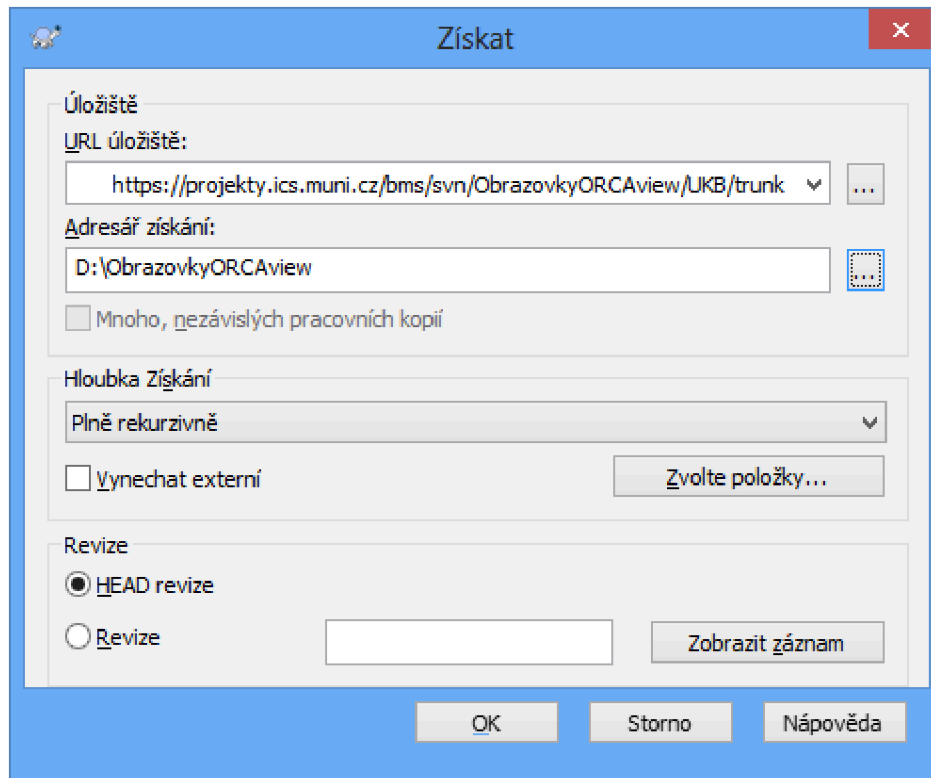 Získat
Úložiště
URL úložiště:
https://projekty.ics.muni.cz/bms/svn/ObrazovkyORCAview/UKB/trunk
...
Adresář získání:
D:\ObrazovkyORCAview
...
Mnoho, nezávislých pracovních kopií
Hloubka Získání
Plně rekurzivně
Vynechat externí
Zvolte položky...
Revize
HEAD revize
Revize
Zobrazit záznam
OK
Storno
Nápověda